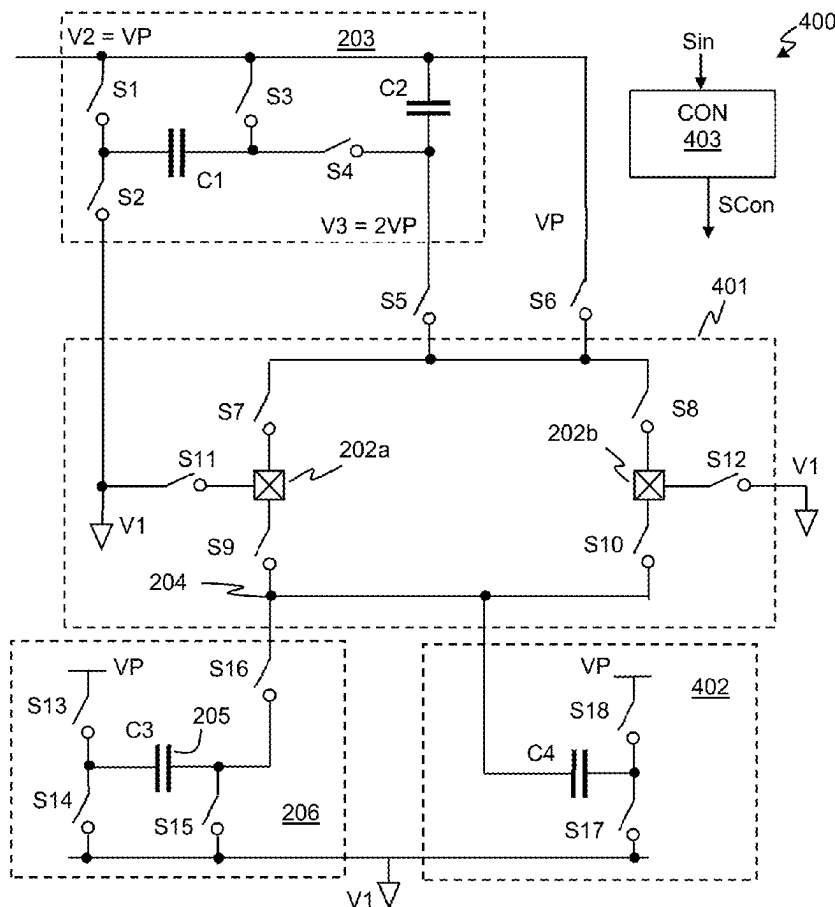 400
V2 = VP
203
Sin
S1
S3
C2
CON
403
C1
S4
S2
SCon
V3 = 2VP
VP
401
S5
S6
S7
S8
202a
202b
S11
S12
V1
V1
S9
S10
204
VP
S16
VP
402
S13
205
S18
C3
C4
S14
S15
206
S17
V1